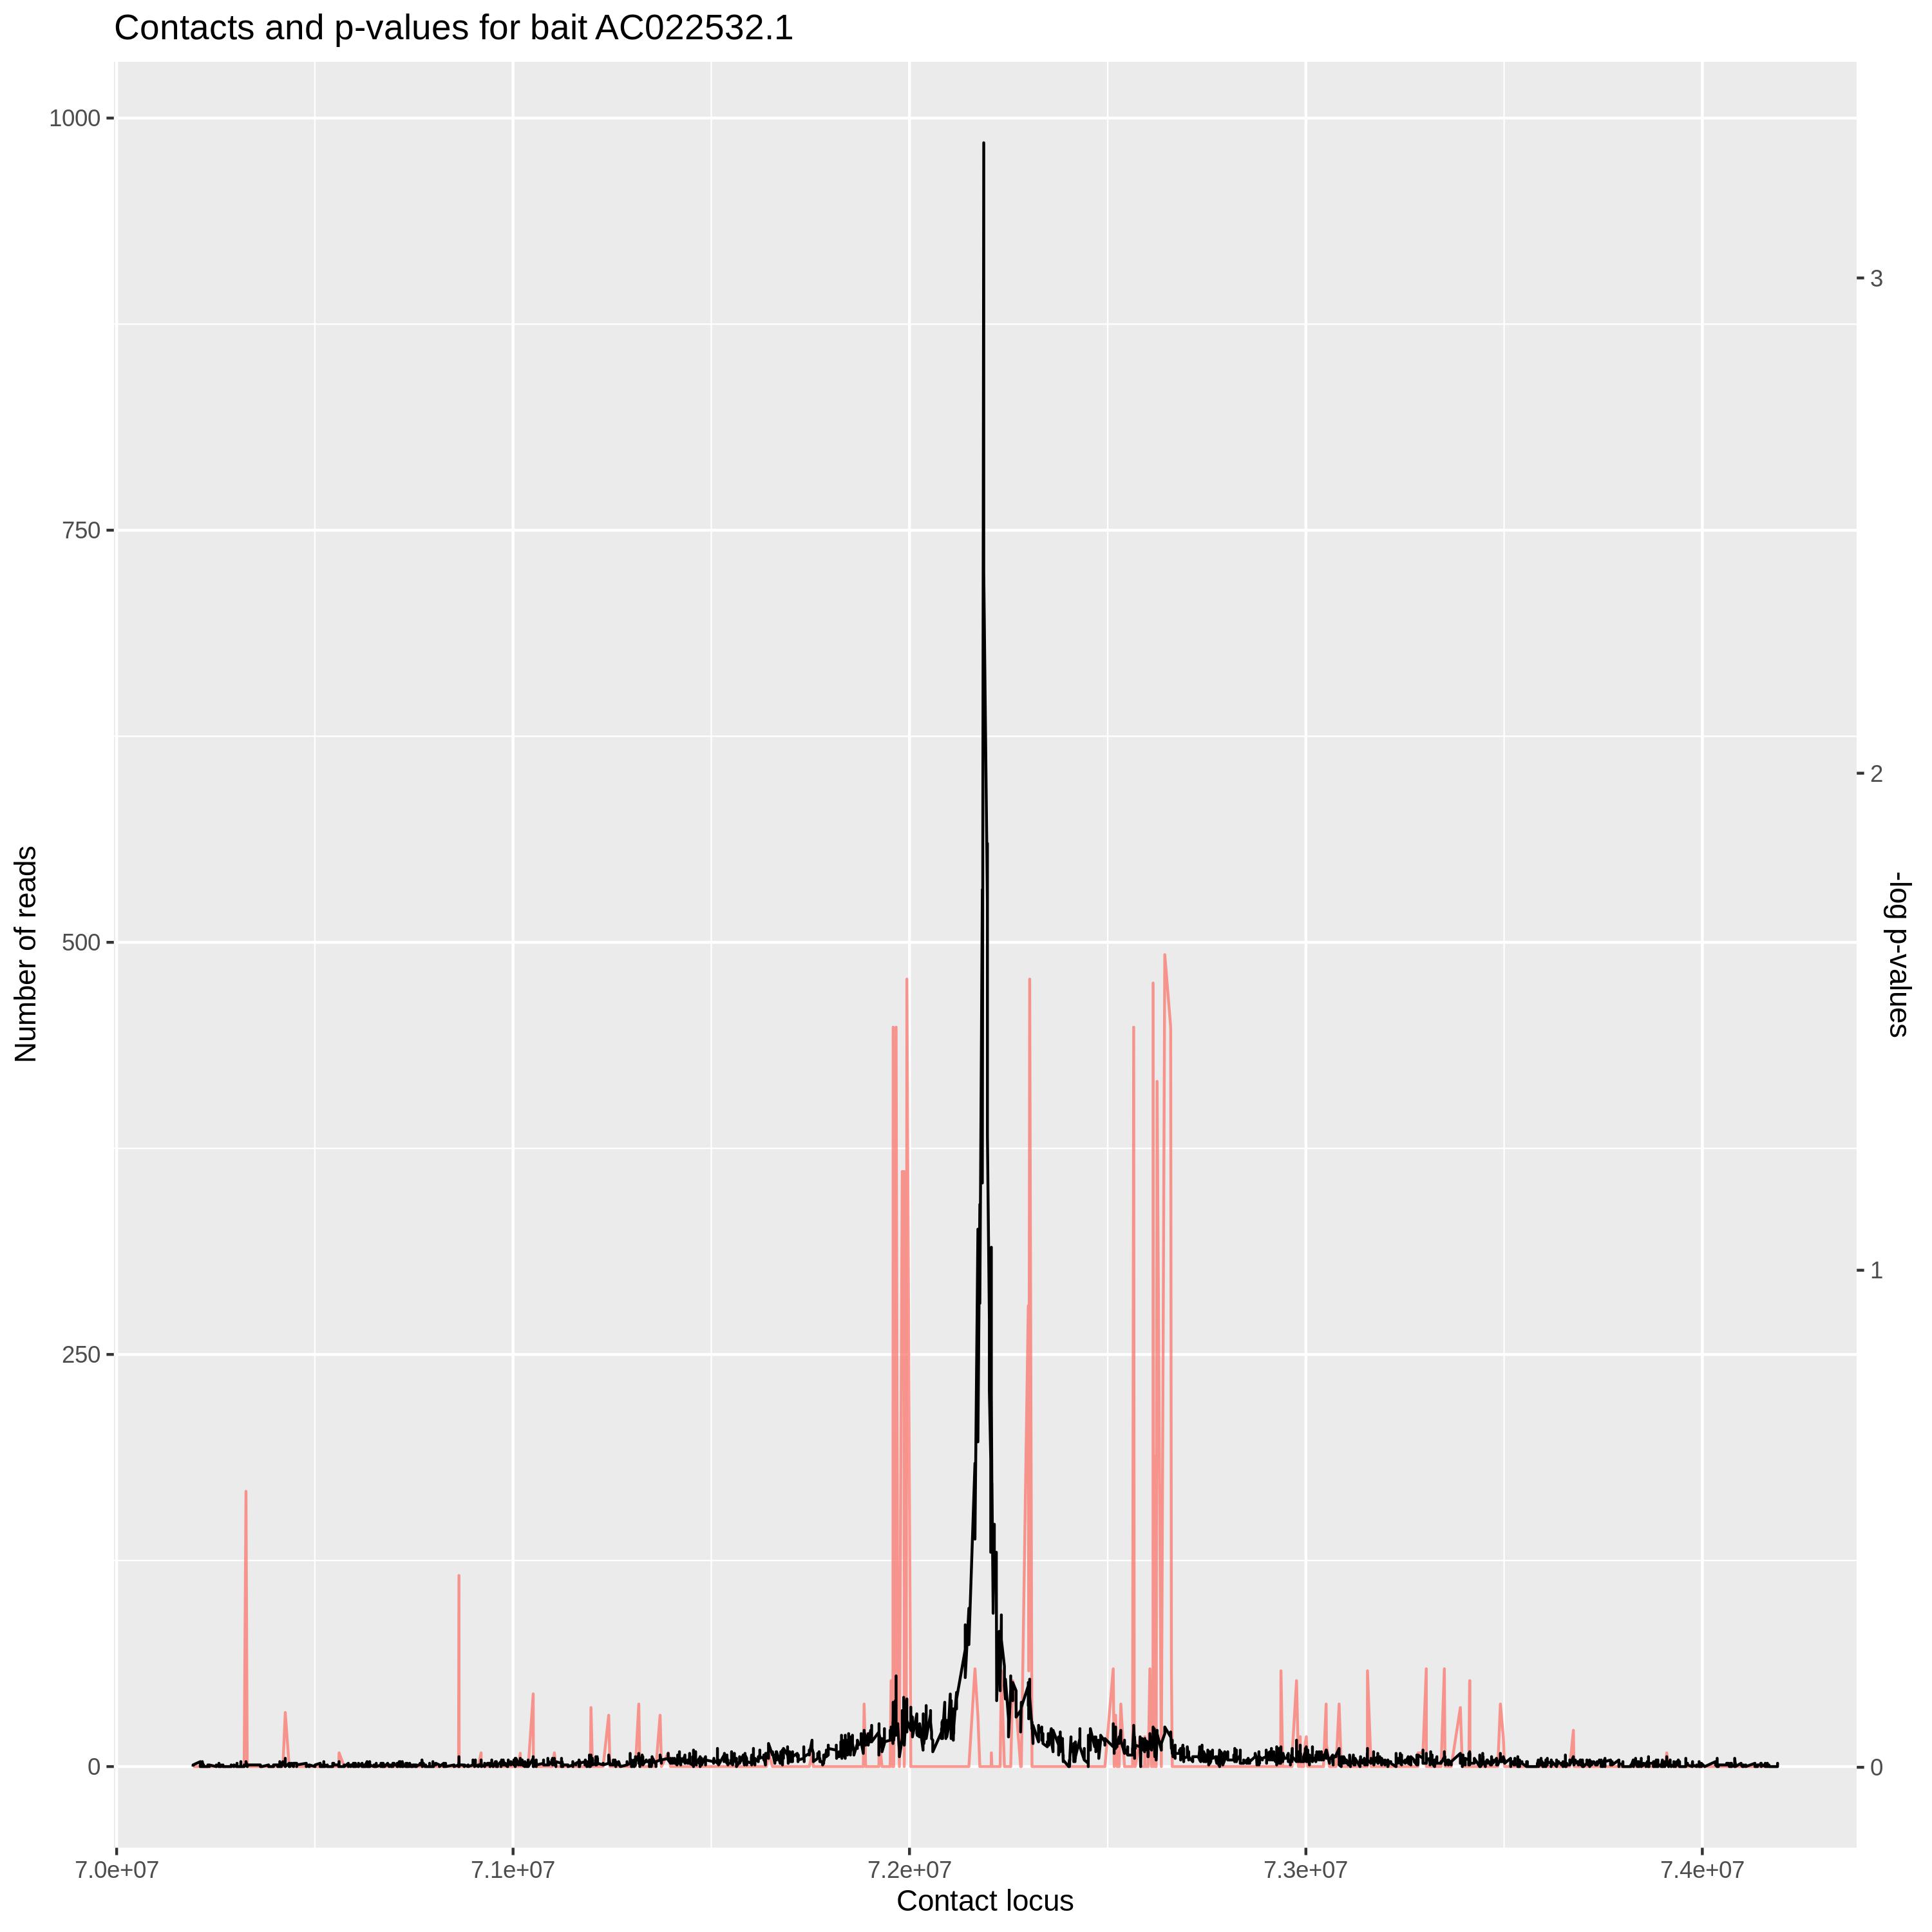 Contacts and p-values for bait AC022532.1
1000
750
500
250
0
Number of reads
3
2
1
0
-log p-values
7.0e+07 7.1e+07 7.2e+07 7.3e+07 7.4e+07
Contact locus